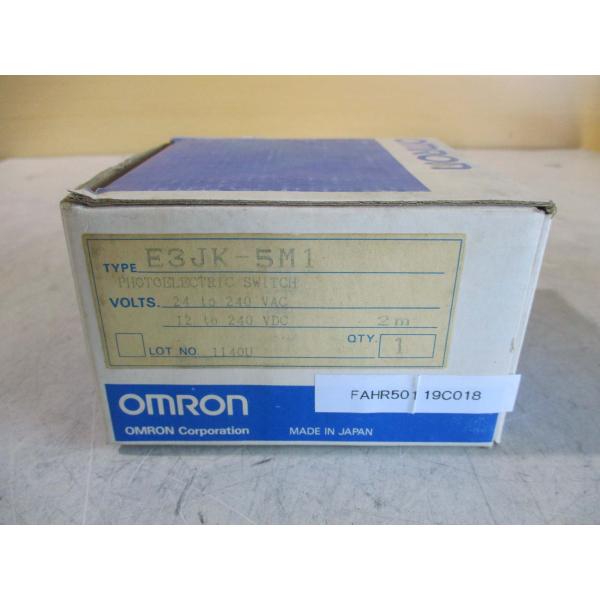 OMRON
TYPE E3JK-5M1
PHOTOELECTRIC SWITCH
VOLTS. 24 to 240 VAC
12 to 240 VDC 2m
LOT NO. 1140U QTY. 1
FAHR50119C018
OMRON
OMRON Corporation MADE IN JAPAN